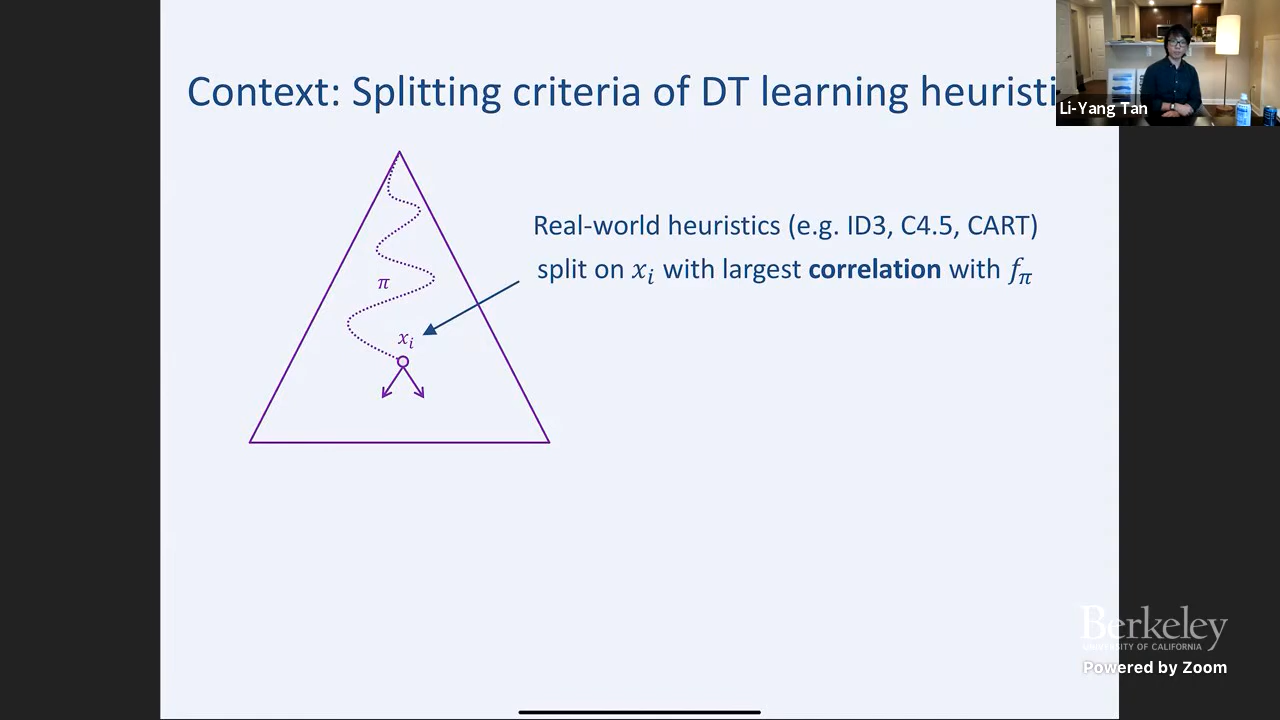 Context: Splitting criteria of DT learning heuristi
Li-Yang Tan
Real-world heuristics (e.g. ID3, C4.5, CART)
split on xᵢ with largest correlation with f_π
π
xᵢ
Berkeley
UNIVERSITY OF CALIFORNIA
Powered by Zoom